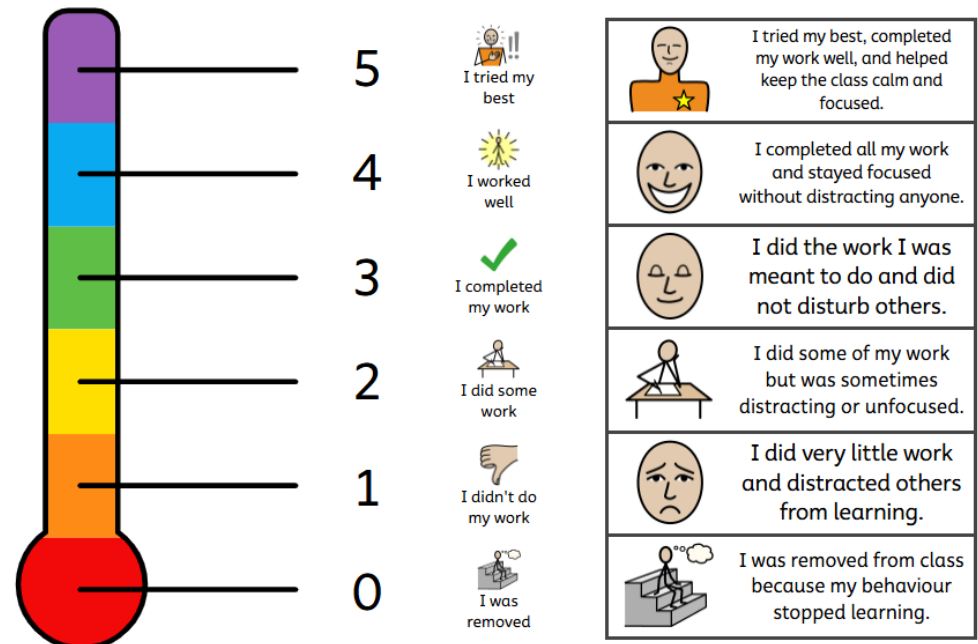 5
I tried my
best
I tried my best, completed
my work well, and helped
keep the class calm and
focused.
4
I worked
well
I completed all my work
and stayed focused
without distracting anyone.
3
I completed
my work
I did the work I was
meant to do and did
not disturb others.
2
I did some
work
I did some of my work
but was sometimes
distracting or unfocused.
1
I didn't do
my work
I did very little work
and distracted others
from learning.
0
I was
removed
I was removed from class
because my behaviour
stopped learning.